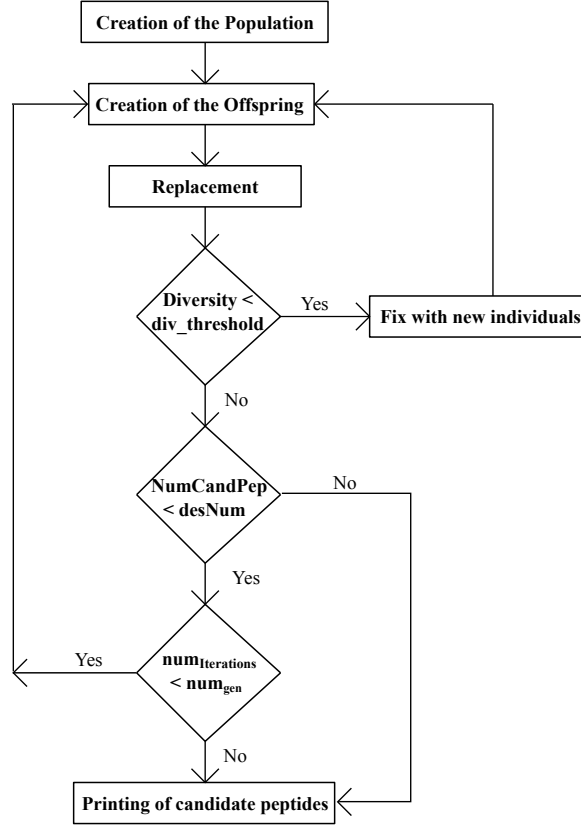 Creation of the Population
Creation of the Offspring
Replacement
Diversity <
div_threshold
Yes
Fix with new individuals
No
NumCandPep
< desNum
No
Yes
numIterations
< numgen
Yes
No
Printing of candidate peptides